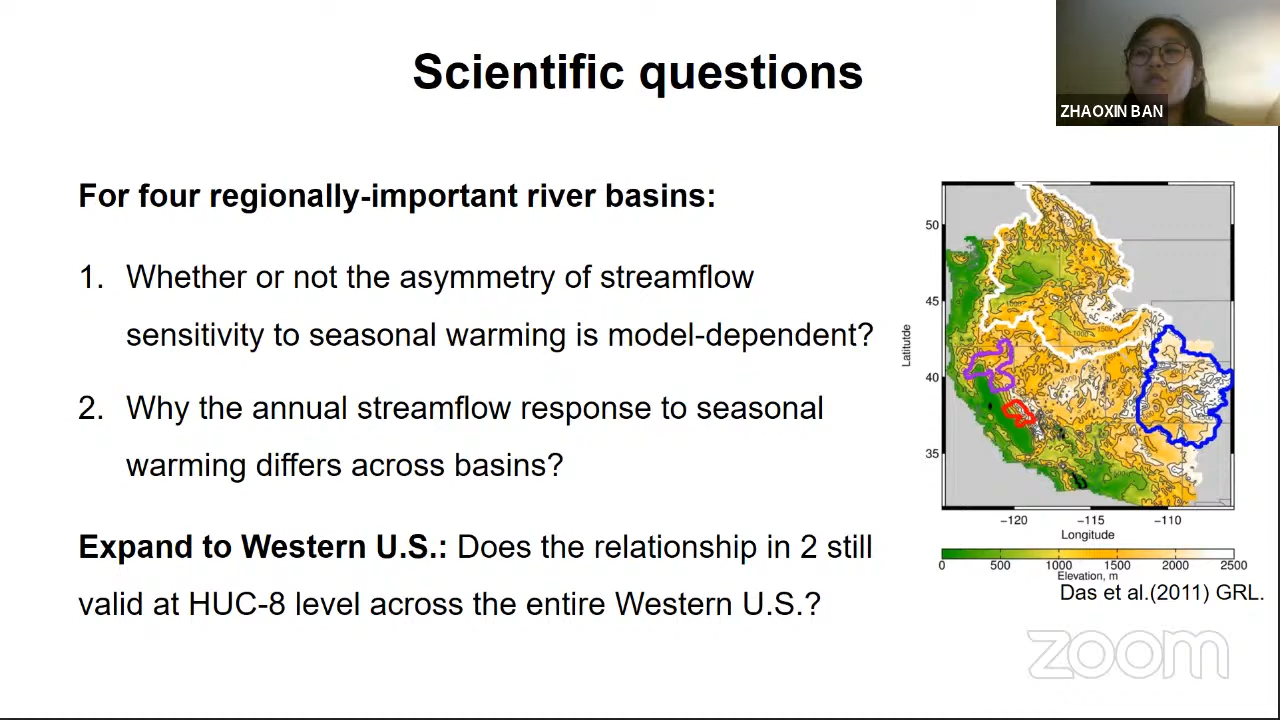 Scientific questions
ZHAOXIN BAN
For four regionally-important river basins:
1. Whether or not the asymmetry of streamflow
sensitivity to seasonal warming is model-dependent?
2. Why the annual streamflow response to seasonal
warming differs across basins?
Expand to Western U.S.: Does the relationship in 2 still
valid at HUC-8 level across the entire Western U.S.?
50
45
40
35
Latitude
−120 −115 −110
Longitude
0 500 1000 1500 2000 2500
Elevation, m
Das et al.(2011) GRL.
zoom